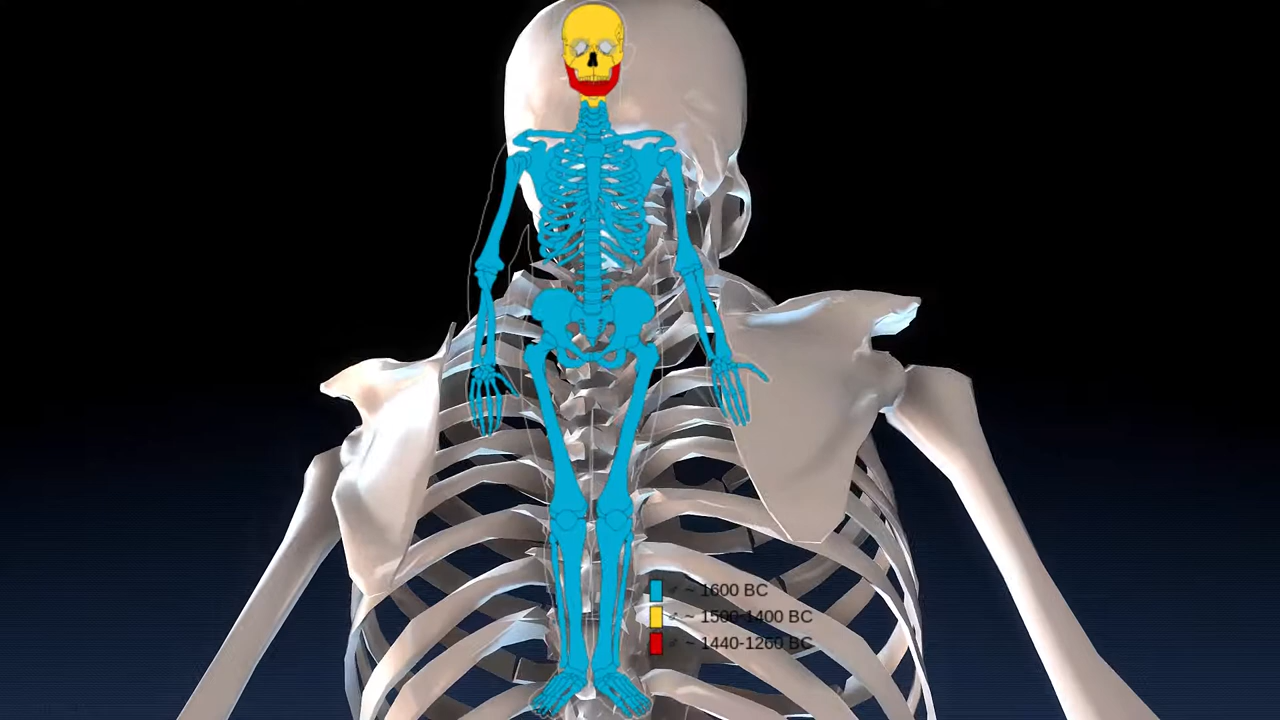 ♂ ~ 1600 BC
♂ ~ 1500-1400 BC
♂ ~ 1440-1260 BC